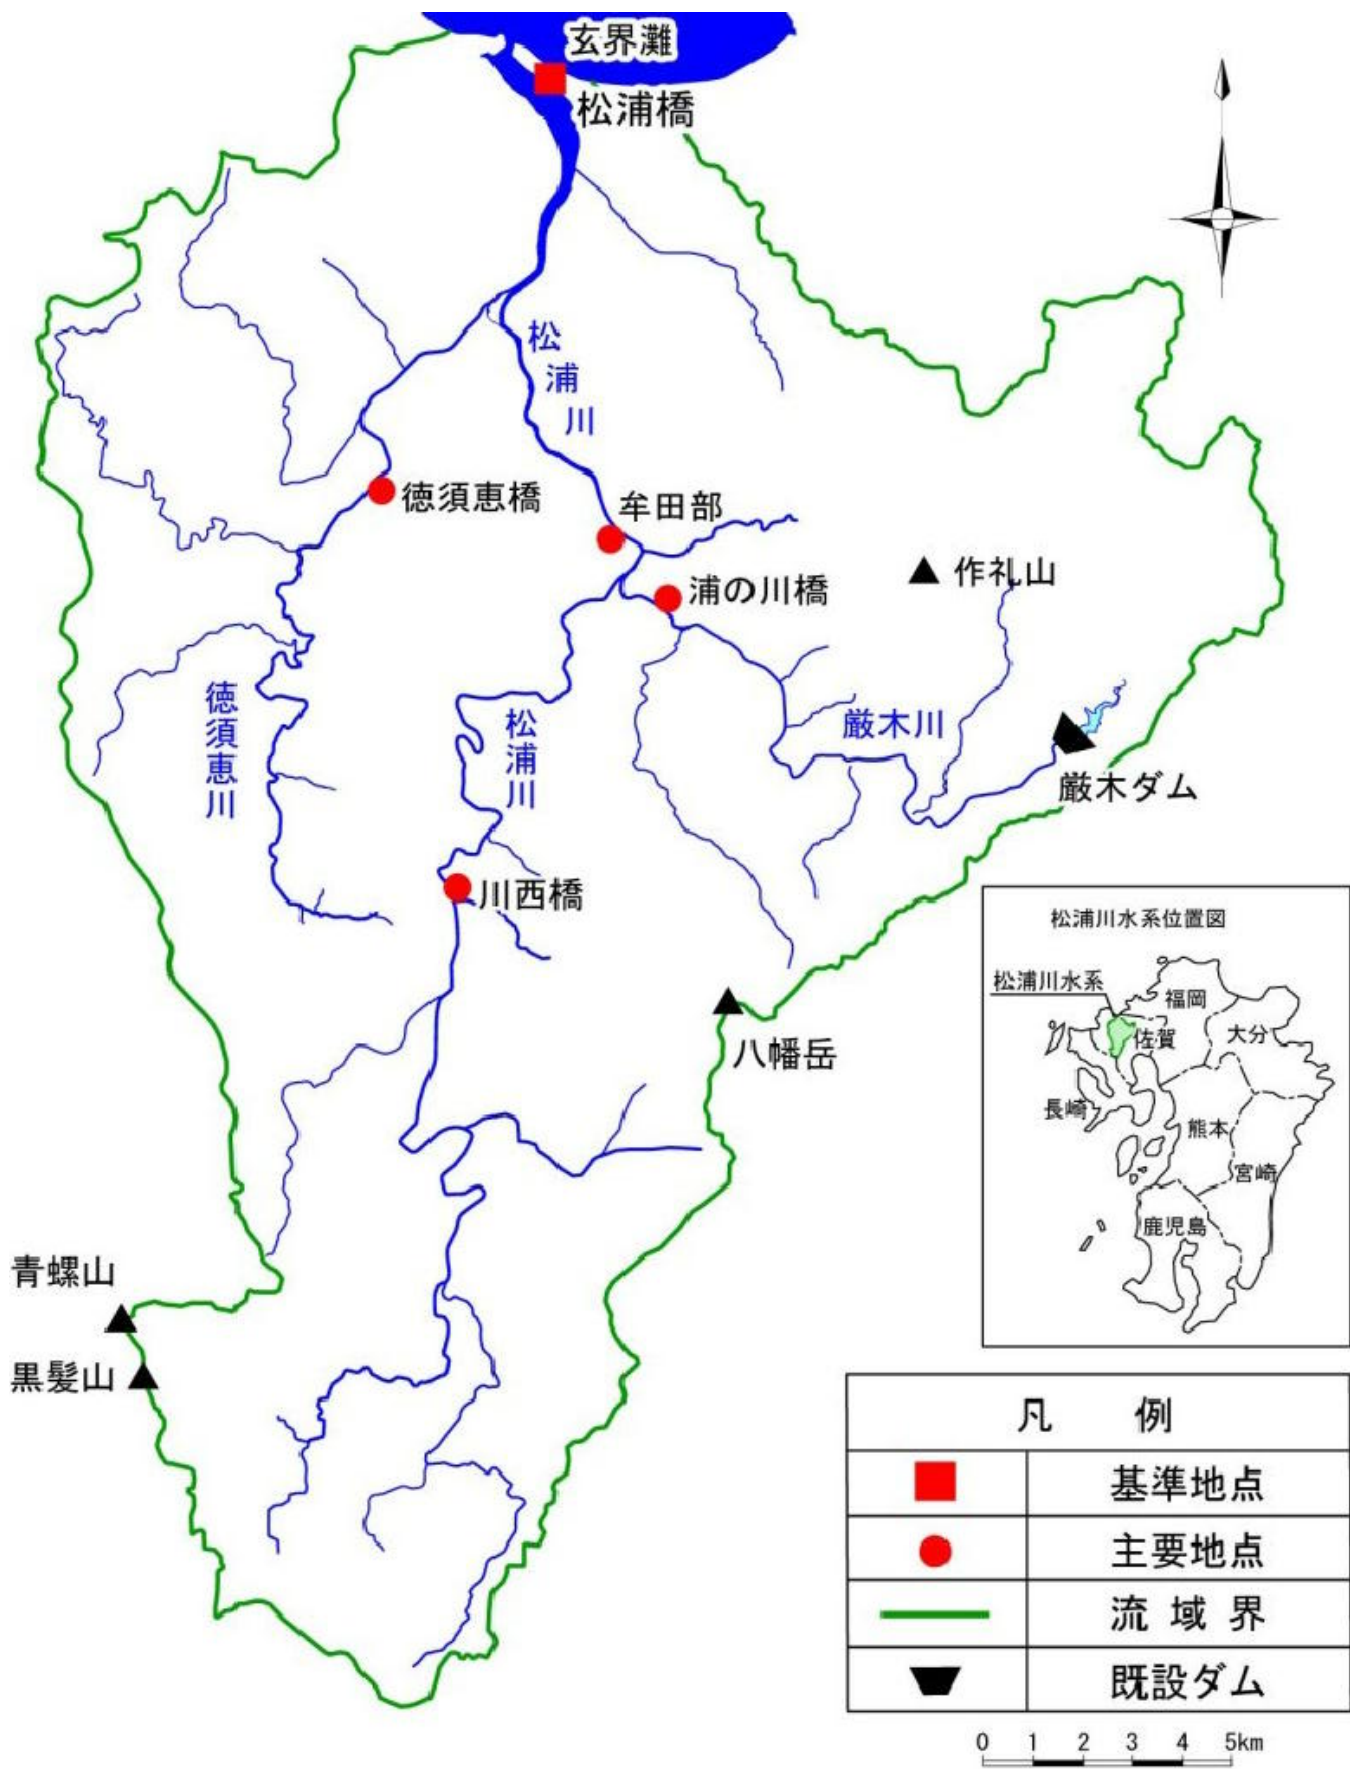 玄界灘
松浦橋
松浦川
徳須恵橋
牟田部
浦の川橋
作礼山
徳須恵川
松浦川
厳木川
厳木ダム
川西橋
八幡岳
青螺山
黒髪山
松浦川水系位置図
松浦川水系
福岡
佐賀
大分
長崎
熊本
宮崎
鹿児島
凡 例
基準地点
主要地点
流域界
既設ダム
0 1 2 3 4 5km